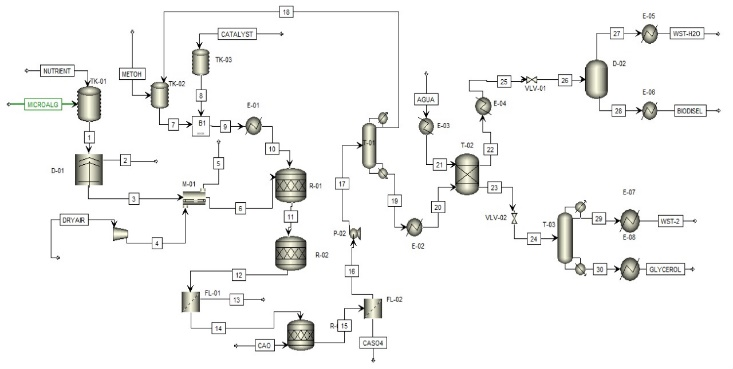 18
CATALYST
E-05
27
WST-H2O
NUTRIENT
METOH
TK-01
TK-02
TK-03
25
26
D-02
VLV-01
MICROALG
8
AGUA
E-04
28
E-06
BIODISEL
1
7
B1
9
E-01
T-01
E-03
22
T-02
10
21
D-01
2
5
17
3
M-01
6
R-01
19
20
23
E-07
11
E-02
VLV-02
T-03
29
WST-2
DRYAIR
4
P-02
24
E-08
R-02
16
30
GLYCEROL
12
FL-01
13
FL-02
14
15
CAO
CASO4